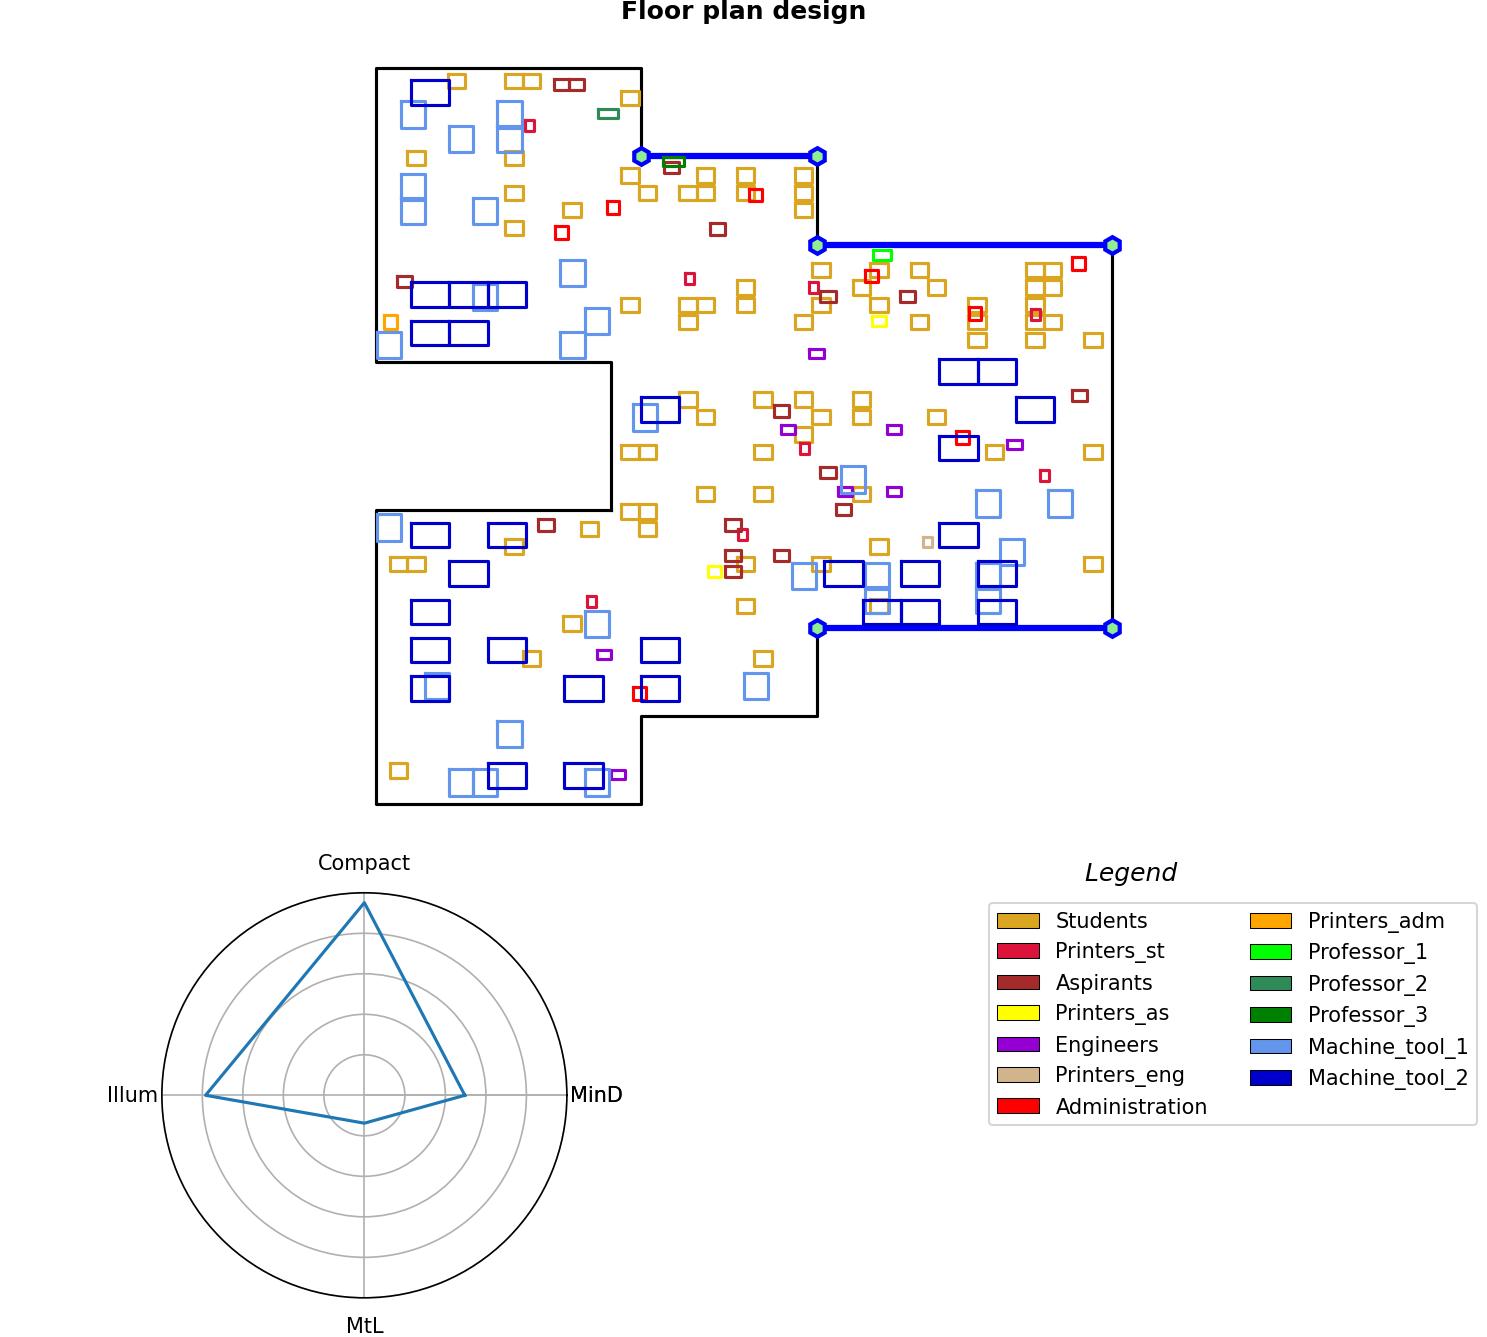 Floor plan design
Compact
Illum
MinD
MtL
Legend
Students
Printers_st
Aspirants
Printers_as
Engineers
Printers_eng
Administration
Printers_adm
Professor_1
Professor_2
Professor_3
Machine_tool_1
Machine_tool_2